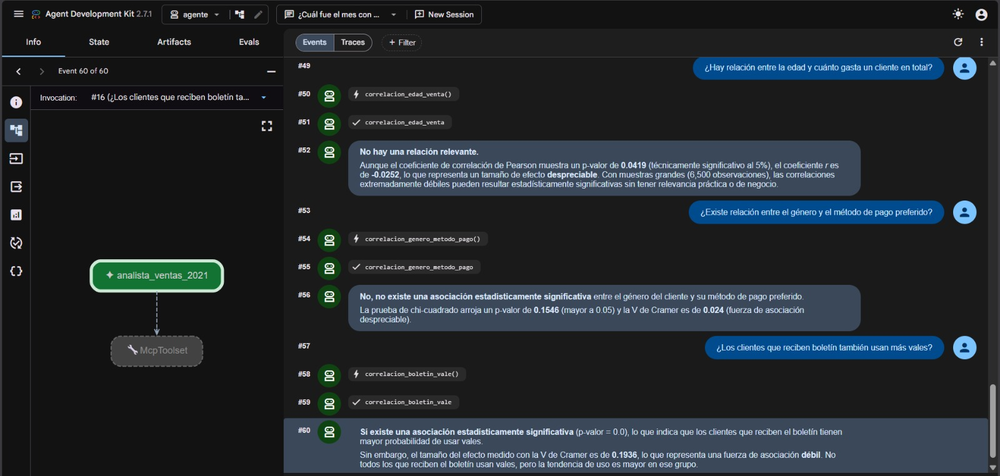 Agent Development Kit 2.7.1
agente
¿Cuál fue el mes con ...
New Session
Info
State
Artifacts
Evals
Events
Traces
+ Filter
Event 60 of 60
Invocation:
#16 (¿Los clientes que reciben boletín ta...
analista_ventas_2021
McpToolset
#49
¿Hay relación entre la edad y cuánto gasta un cliente en total?
#50
correlacion_edad_venta()
#51
correlacion_edad_venta
#52
No hay una relación relevante.
Aunque el coeficiente de correlación de Pearson muestra un p-valor de 0.0419 (técnicamente significativo al 5%), el coeficiente r es
de -0.0252, lo que representa un tamaño de efecto despreciable. Con muestras grandes (6,500 observaciones), las correlaciones
extremadamente débiles pueden resultar estadísticamente significativas sin tener relevancia práctica o de negocio.
#53
¿Existe relación entre el género y el método de pago preferido?
#54
correlacion_genero_metodo_pago()
#55
correlacion_genero_metodo_pago
#56
No, no existe una asociación estadísticamente significativa entre el género del cliente y su método de pago preferido.
La prueba de chi-cuadrado arroja un p-valor de 0.1546 (mayor a 0.05) y la V de Cramer es de 0.024 (fuerza de asociación
despreciable).
#57
¿Los clientes que reciben boletín también usan más vales?
#58
correlacion_boletin_vale()
#59
correlacion_boletin_vale
#60
Sí existe una asociación estadísticamente significativa (p-valor = 0.0), lo que indica que los clientes que reciben el boletín tienen
mayor probabilidad de usar vales.
Sin embargo, el tamaño del efecto medido con la V de Cramer es de 0.1936, lo que representa una fuerza de asociación débil. No
todos los que reciben el boletín usan vales, pero la tendencia de uso es mayor en ese grupo.